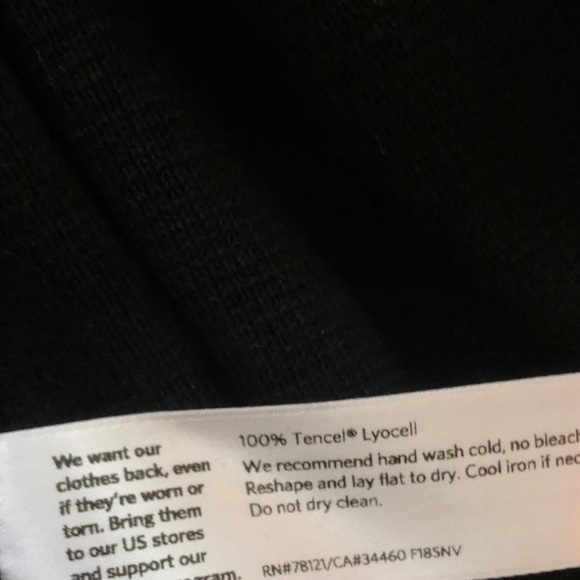 We want our
clothes back, even
if they're worn or
torn. Bring them
to our US stores
and support our
100% Tencel® Lyocell
We recommend hand wash cold, no bleach
Reshape and lay flat to dry. Cool iron if
Do not dry clean.
RN#78121/CA#34460 F18SNV